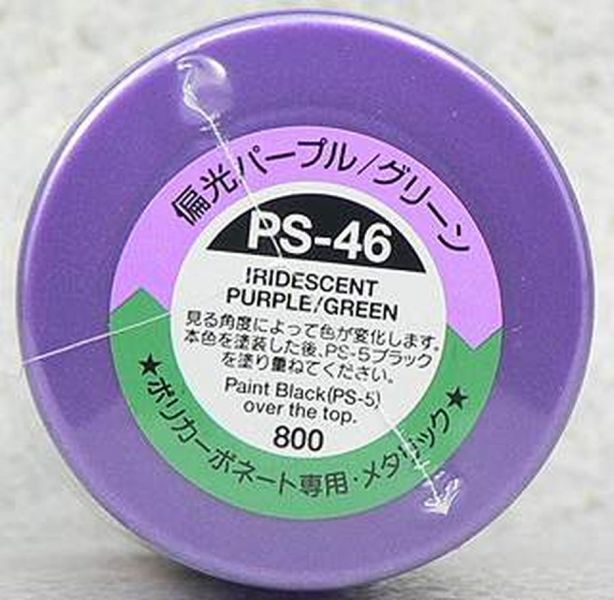 偏光パープル/グリーン
PS-46
IRIDESCENT
PURPLE/GREEN
見る角度によって色が変化します。
本色を塗装した後、PS-5ブラック
を塗り重ねてください。
Paint Black(PS-5)
over the top.
800
★ポリカーボネート専用・メタリック★